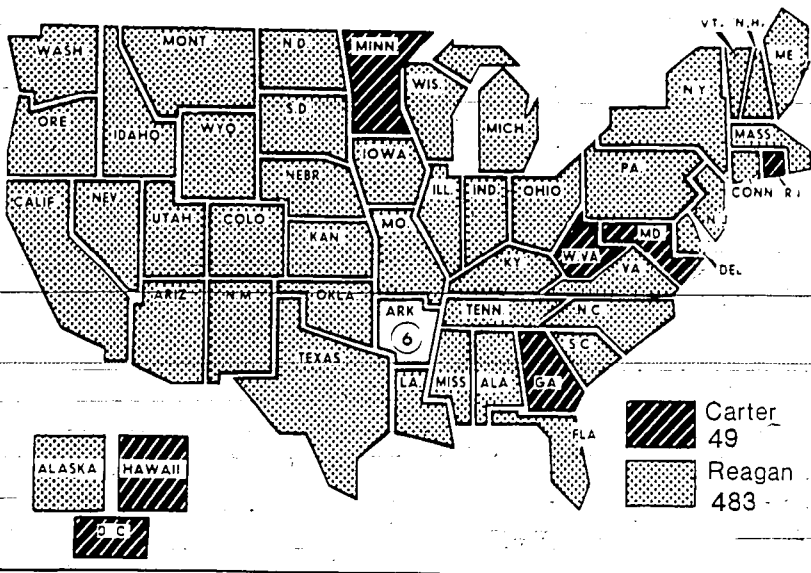 VT. N.H.
WASH
MONT
N D
MINN
ME
ORE
IDAHO
WYO
S.D.
WIS.
MICH
N Y
MASS
CONN R I
NEBR
IOWA
ILL.
IND
OHIO
PA
N J
CALIF
NEV
UTAH
COLO
KAN
MO
KY
W.VA
VA
MD
DEL
ARIZ
N M
OKLA
ARK
6
TENN
N C
S C
TEXAS
LA
MISS
ALA
GA
FLA
Carter
49
Reagan
483
ALASKA
HAWAII
D C